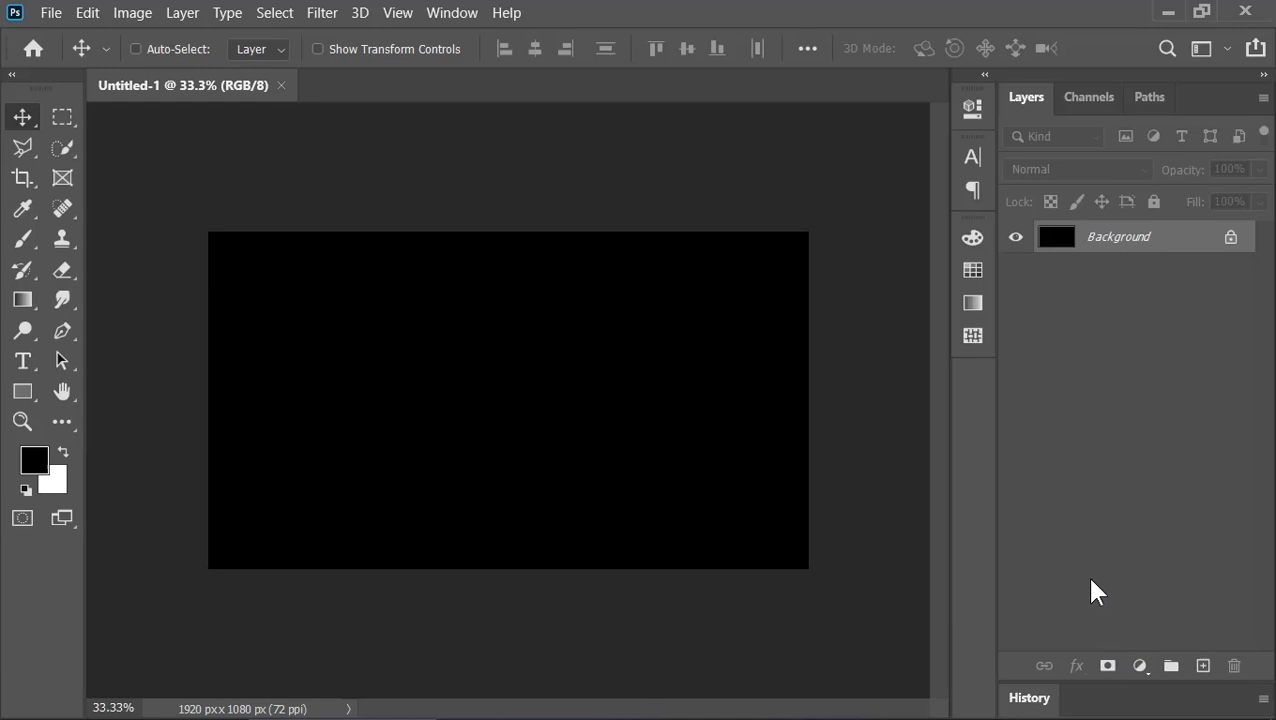 Ps File Edit Image Layer Type Select Filter 3D View Window Help
Auto-Select: Layer Show Transform Controls 3D Mode:
Untitled-1 @ 33.3% (RGB/8)
Layers Channels Paths
Kind
Normal Opacity: 100%
Lock: Fill: 100%
Background
33.33% 1920 px x 1080 px (72 ppi)
History